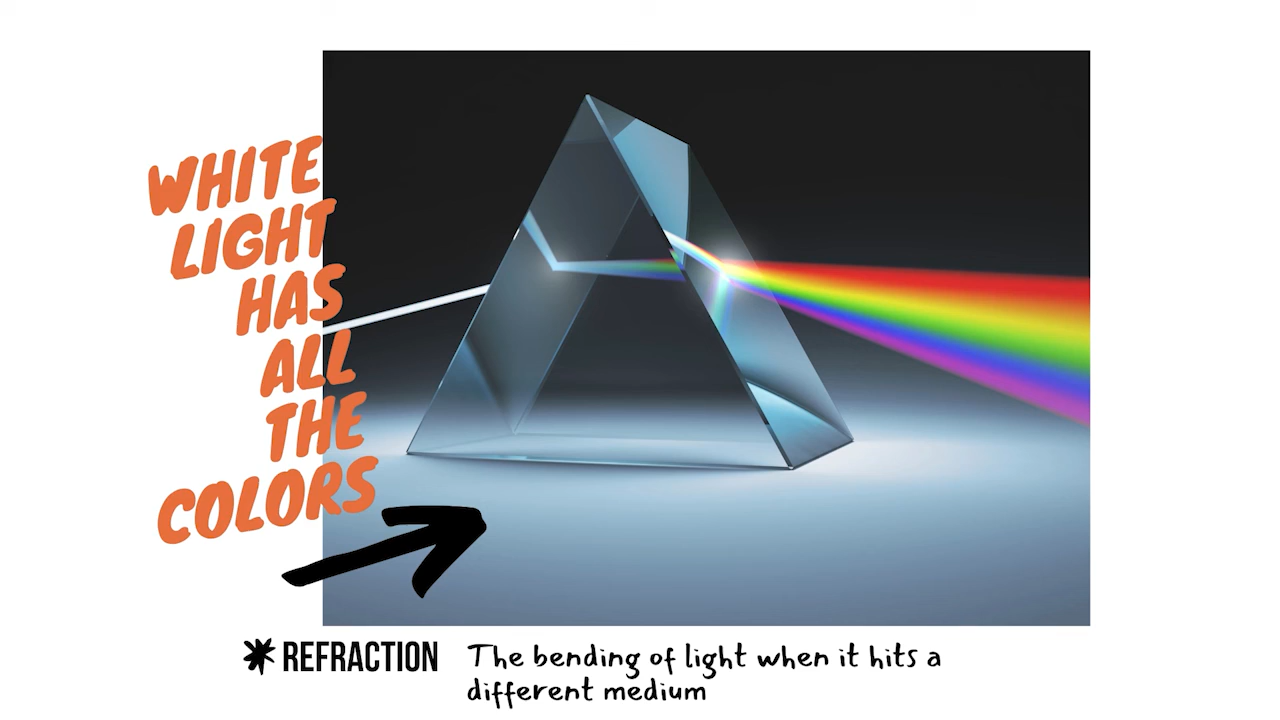 WHITE
LIGHT
HAS
ALL
THE
COLORS
REFRACTION
The bending of light when it hits a
different medium